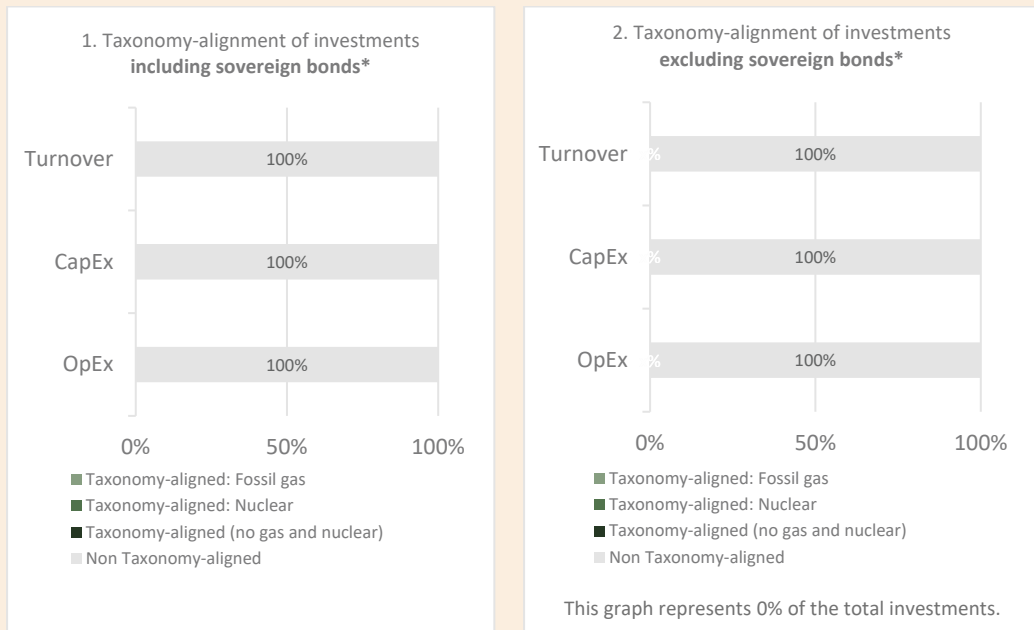 1. Taxonomy-alignment of investments
including sovereign bonds*
Turnover
100%
CapEx
100%
OpEx
100%
0%
50%
100%
Taxonomy-aligned: Fossil gas
Taxonomy-aligned: Nuclear
Taxonomy-aligned (no gas and nuclear)
Non Taxonomy-aligned
2. Taxonomy-alignment of investments
excluding sovereign bonds*
Turnover
%
100%
CapEx
%
100%
OpEx
%
100%
0%
50%
100%
Taxonomy-aligned: Fossil gas
Taxonomy-aligned: Nuclear
Taxonomy-aligned (no gas and nuclear)
Non Taxonomy-aligned
This graph represents 0% of the total investments.